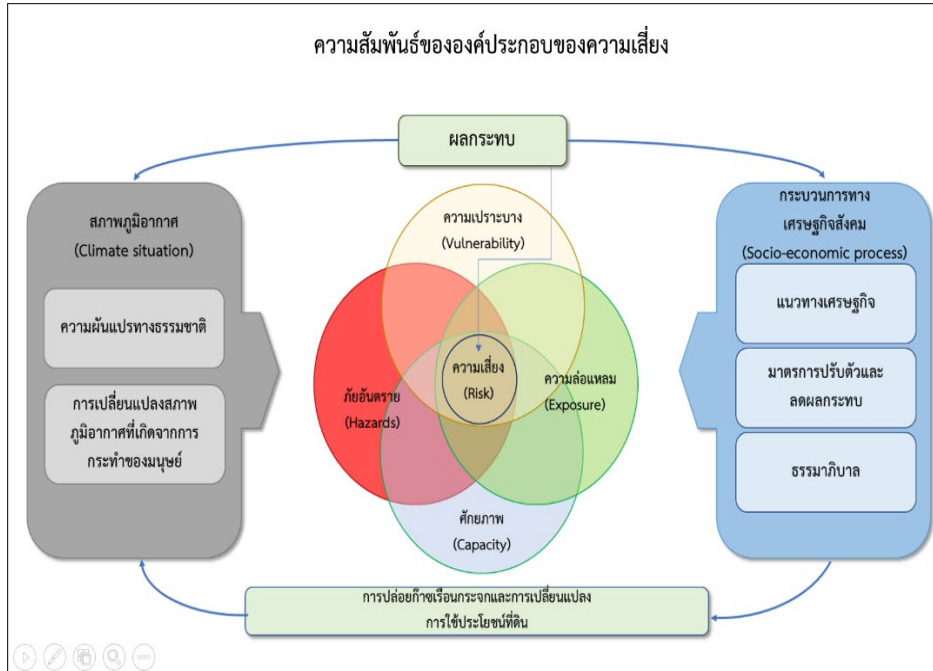 ความสัมพันธ์ขององค์ประกอบของความเสี่ยง
ผลกระทบ
สภาพภูมิอากาศ
(Climate situation)
ความผันแปรทางธรรมชาติ
การเปลี่ยนแปลงสภาพ
ภูมิอากาศที่เกิดจากการ
กระทำของมนุษย์
ความเปราะบาง
(Vulnerability)
ภัยอันตราย
(Hazards)
ความเสี่ยง
(Risk)
ความล่อแหลม
(Exposure)
ศักยภาพ
(Capacity)
กระบวนการทาง
เศรษฐกิจสังคม
(Socio-economic process)
แนวทางเศรษฐกิจ
มาตรการปรับตัวและ
ลดผลกระทบ
ธรรมาภิบาล
การปล่อยก๊าซเรือนกระจกและการเปลี่ยนแปลง
การใช้ประโยชน์ที่ดิน